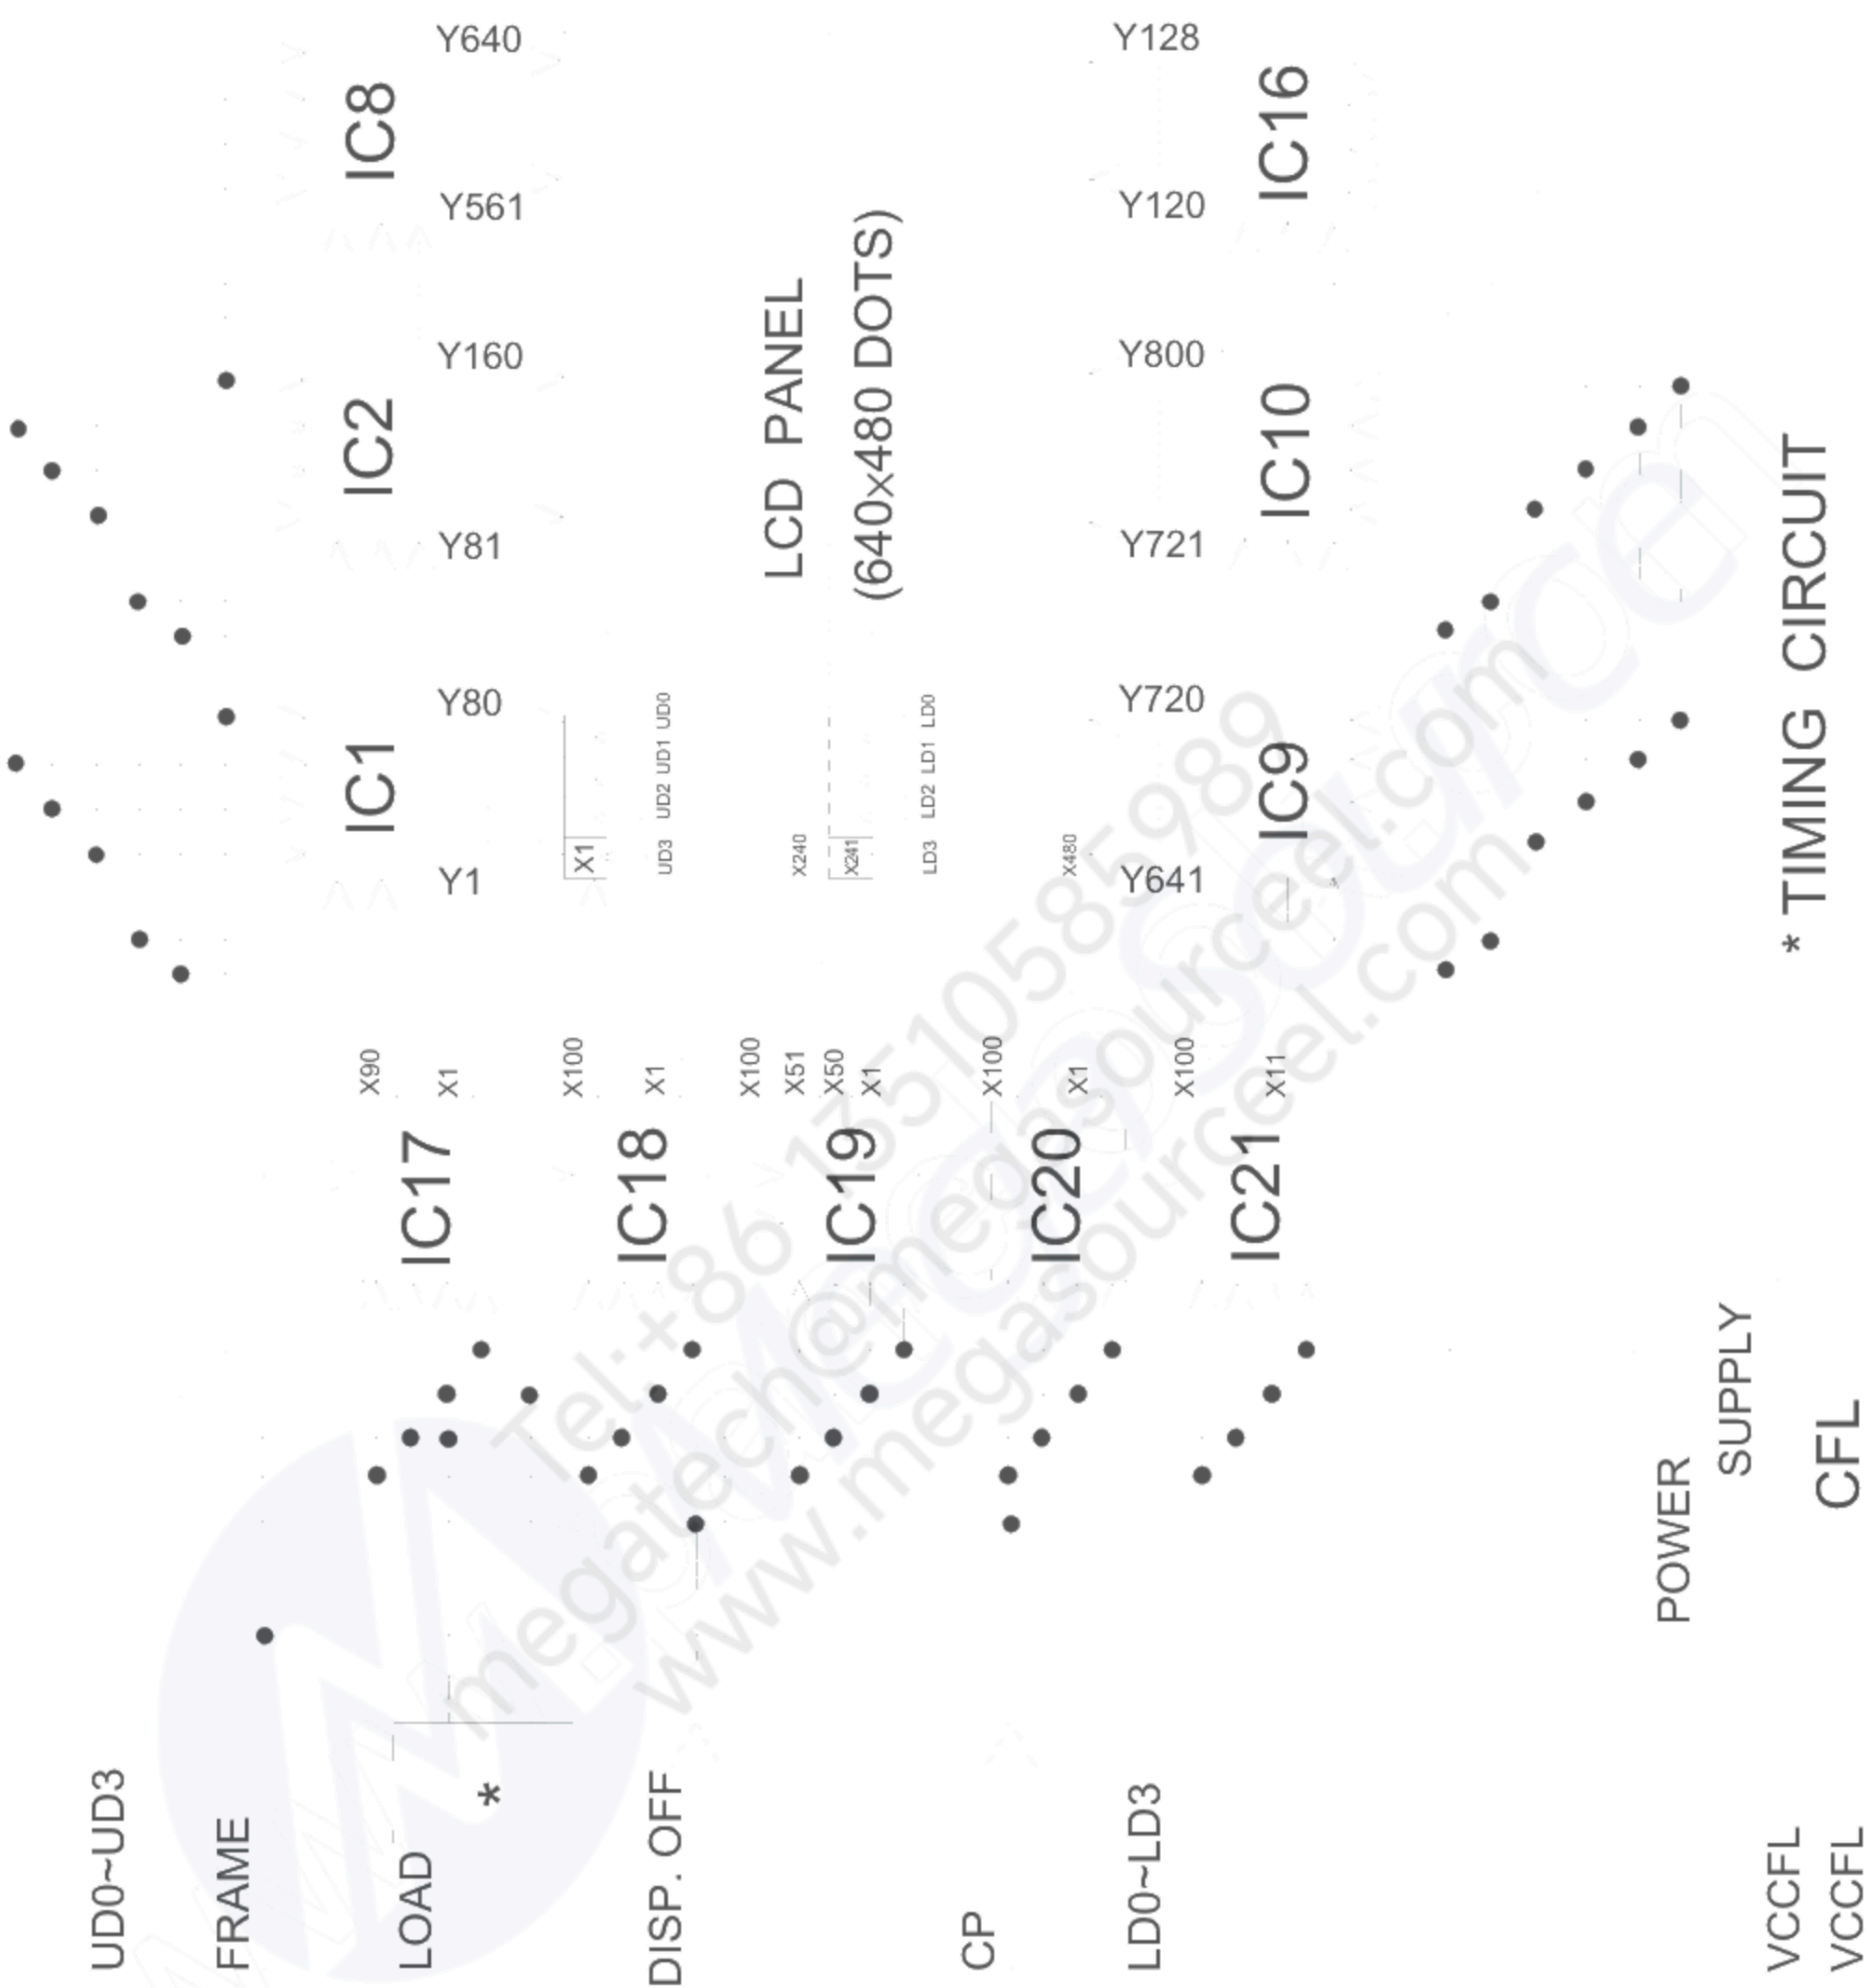 UD0~UD3
FRAME
LOAD
*
DISP. OFF
CP
LD0~LD3
VCCFL
VCCFL
POWER
SUPPLY
CFL
IC17
X90
X1
IC18
X100
X1
IC19
X100
X51
X50
X1
IC20
X100
X1
IC21
X100
X11
IC1 IC2 IC8
Y1 Y80 Y81 Y160 Y561 Y640
X1
UD3 UD2 UD1 UD0
LCD PANEL
X240
X241
(640×480 DOTS)
LD3 LD2 LD1 LD0
X480
Y641 Y720 Y721 Y800 Y120 Y128
IC9 IC10 IC16
* TIMING CIRCUIT
Megasource
Tel:+86 13510585989
megatech@megasourceel.com
www.megasourceel.com